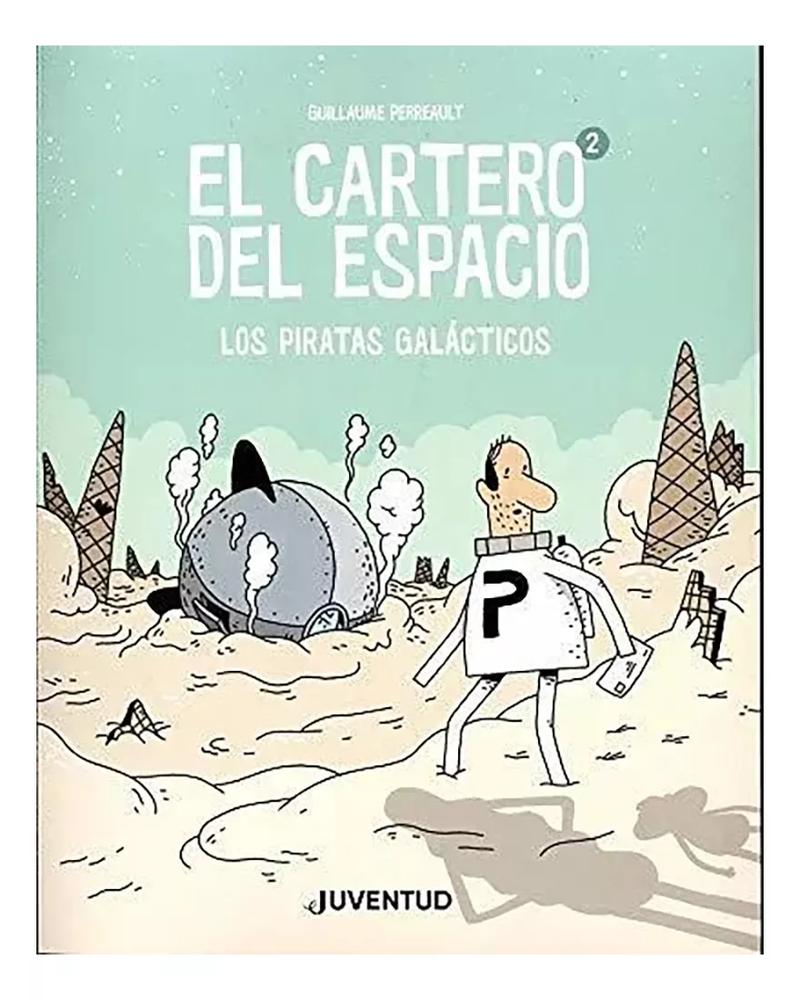 GUILLAUME PERREAULT
EL CARTERO 2
DEL ESPACIO
LOS PIRATAS GALÁCTICOS
P
JUVENTUD